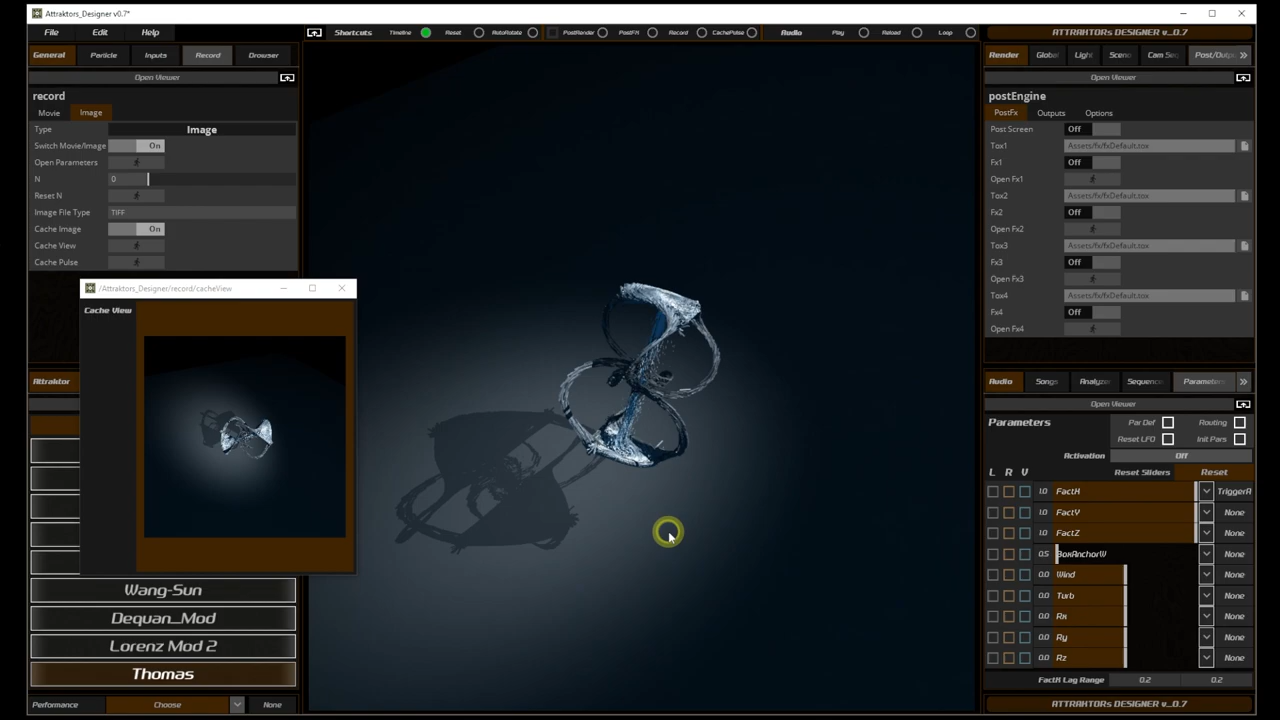 Attraktors_Designer v0.7*
File Edit Help
Shortcuts Timeline Reset AutoRotate PostRender PostFX Record CachePulse Audio Play Reload Loop
ATTRAKTORs DESIGNER v_0.7
General Particle Inputs Record Browser
Render Global Light Scene Cam Seq Post/Outpu
Open Viewer
Open Viewer
record
Movie Image
Type Image
Switch Movie/Image On
Open Parameters
N 0
Reset N
Image File Type TIFF
Cache Image On
Cache View
Cache Pulse
postEngine
PostFx Outputs Options
Post Screen Off
Tox1 Assets/fx/fxDefault.tox
Fx1 Off
Open Fx1
Tox2 Assets/fx/fxDefault.tox
Fx2 Off
Open Fx2
Tox3 Assets/fx/fxDefault.tox
Fx3 Off
Open Fx3
Tox4 Assets/fx/fxDefault.tox
Fx4 Off
Open Fx4
/Attraktors_Designer/record/cacheView
Cache View
Attraktor
Wang-Sun
Dequan_Mod
Lorenz Mod 2
Thomas
Performance Choose None
Audio Songs Analyze Sequence Parameters
Open Viewer
Parameters Par Def Routing
Reset LFO Init Pars
Activation Off
L R V Reset Sliders Reset
1.0 FactX TriggerA
1.0 FactY None
1.0 FactZ None
0.5 BoxAnchorW None
0.0 Wind None
0.0 Turb None
0.0 Rx None
0.0 Ry None
0.0 Rz None
FactX Lag Range 0.2 0.2
ATTRAKTORs DESIGNER v_0.7